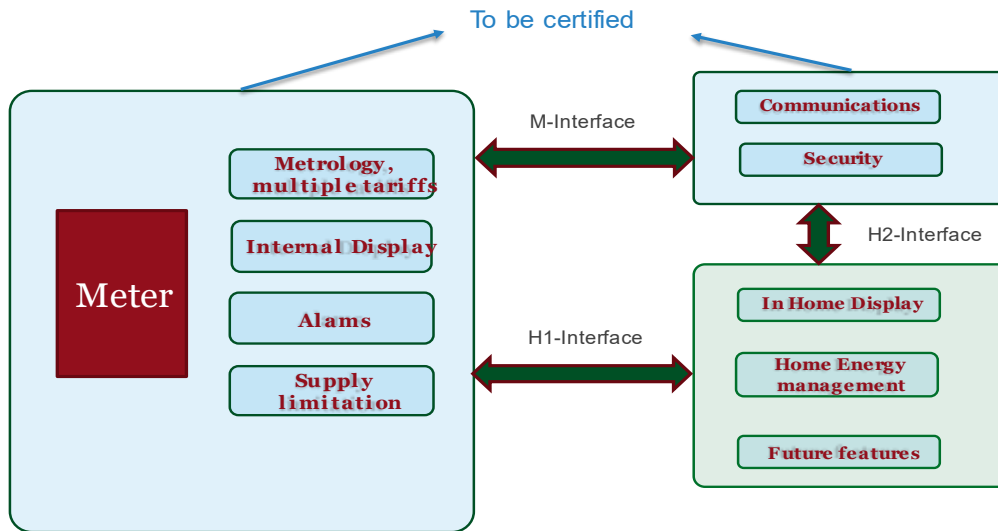 To be certified
M-Interface
Communications
Security
H2-Interface
Meter
Metrology,
multiple tariffs
Internal Display
Alams
Supply
limitation
H1-Interface
In Home Display
Home Energy
management
Future features